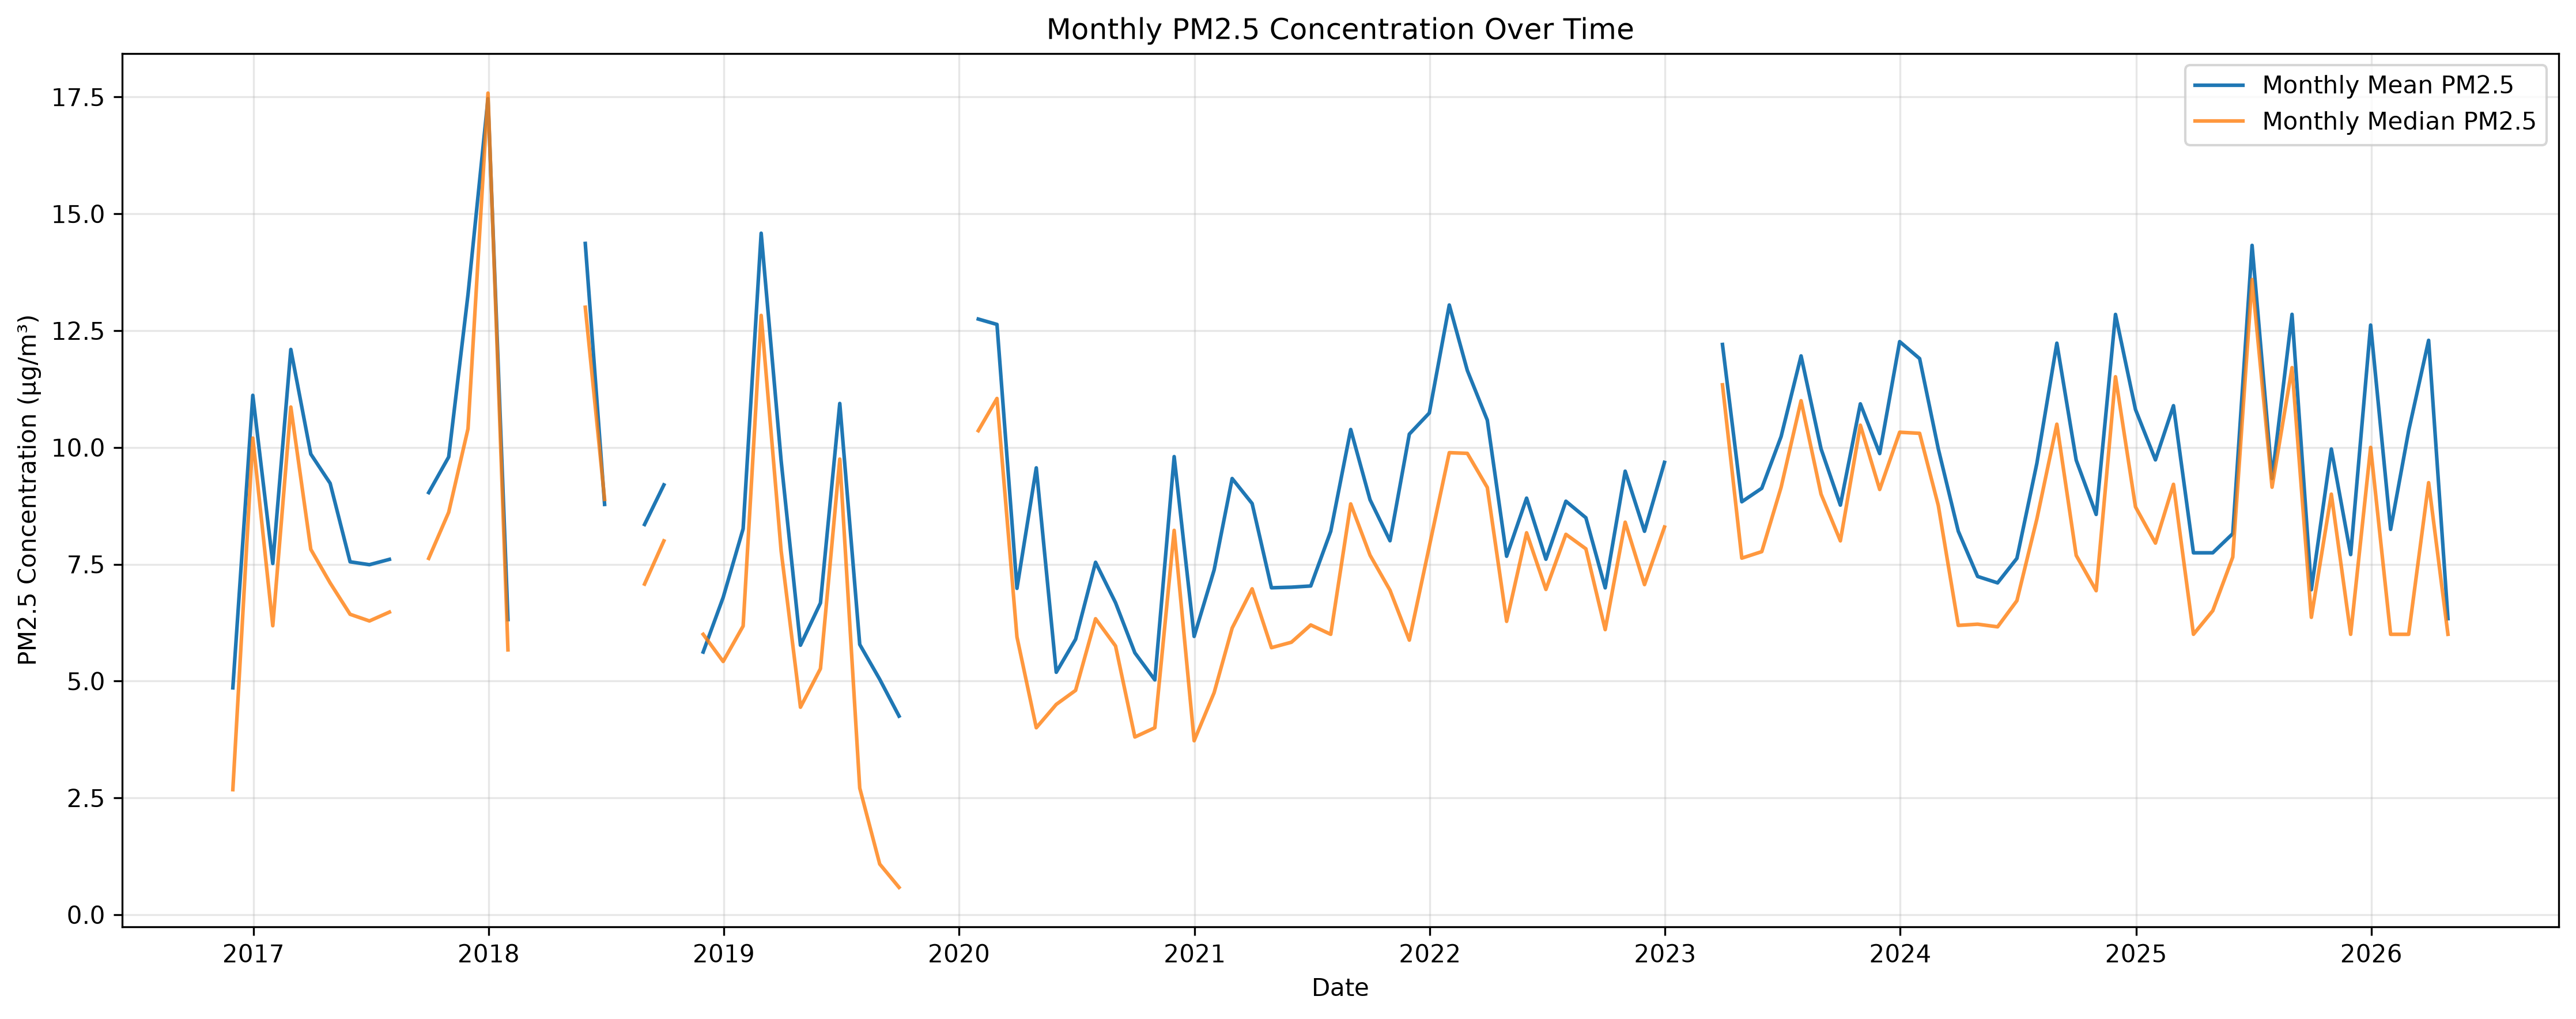 Monthly PM2.5 Concentration Over Time
Monthly Mean PM2.5
Monthly Median PM2.5
PM2.5 Concentration (µg/m³)
17.5
15.0
12.5
10.0
7.5
5.0
2.5
0.0
2017 2018 2019 2020 2021 2022 2023 2024 2025 2026
Date